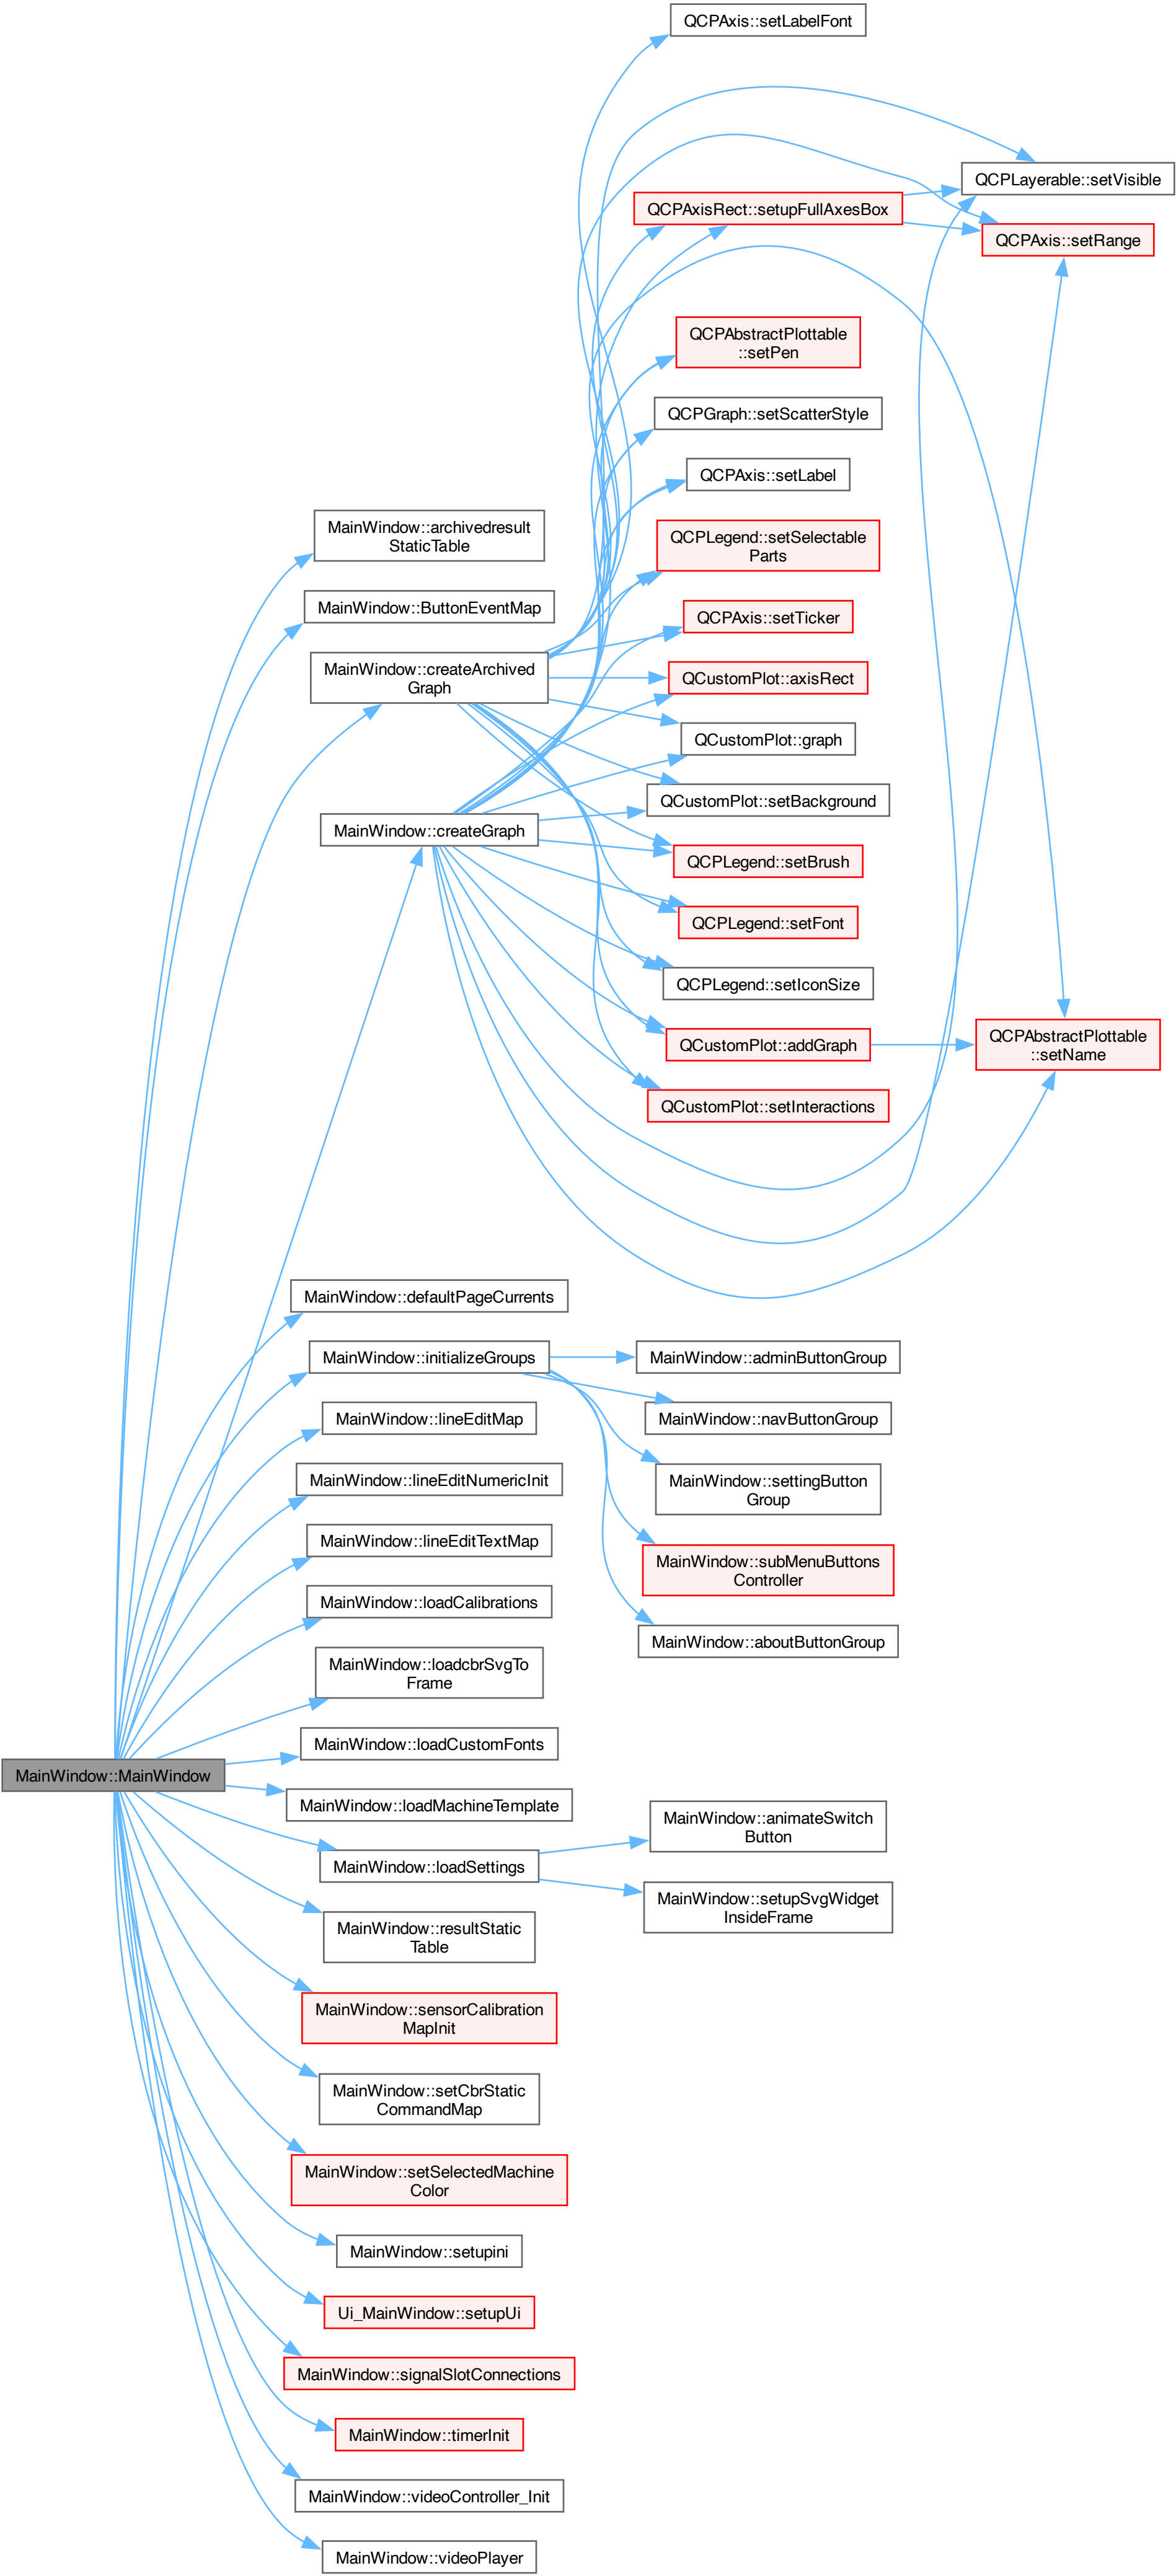 QCPAxis::setLabelFont
QCPLayerable::setVisible
QCPAxisRect::setupFullAxesBox
QCPAxis::setRange
QCPAbstractPlottable
::setPen
QCPGraph::setScatterStyle
QCPAxis::setLabel
MainWindow::archivedresult
StaticTable
QCPLegend::setSelectable
Parts
MainWindow::ButtonEventMap
QCPAxis::setTicker
MainWindow::createArchived
Graph
QCustomPlot::axisRect
QCustomPlot::graph
QCustomPlot::setBackground
MainWindow::createGraph
QCPLegend::setBrush
QCPLegend::setFont
QCPLegend::setIconSize
QCustomPlot::addGraph
QCPAbstractPlottable
::setName
QCustomPlot::setInteractions
MainWindow::defaultPageCurrents
MainWindow::initializeGroups
MainWindow::adminButtonGroup
MainWindow::lineEditMap
MainWindow::navButtonGroup
MainWindow::lineEditNumericInit
MainWindow::settingButton
Group
MainWindow::lineEditTextMap
MainWindow::subMenuButtons
Controller
MainWindow::loadCalibrations
MainWindow::aboutButtonGroup
MainWindow::loadcbrSvgTo
Frame
MainWindow::loadCustomFonts
MainWindow::MainWindow
MainWindow::loadMachineTemplate
MainWindow::animateSwitch
Button
MainWindow::loadSettings
MainWindow::setupSvgWidget
InsideFrame
MainWindow::resultStatic
Table
MainWindow::sensorCalibration
MapInit
MainWindow::setCbrStatic
CommandMap
MainWindow::setSelectedMachine
Color
MainWindow::setupini
Ui_MainWindow::setupUi
MainWindow::signalSlotConnections
MainWindow::timerInit
MainWindow::videoController_Init
MainWindow::videoPlayer